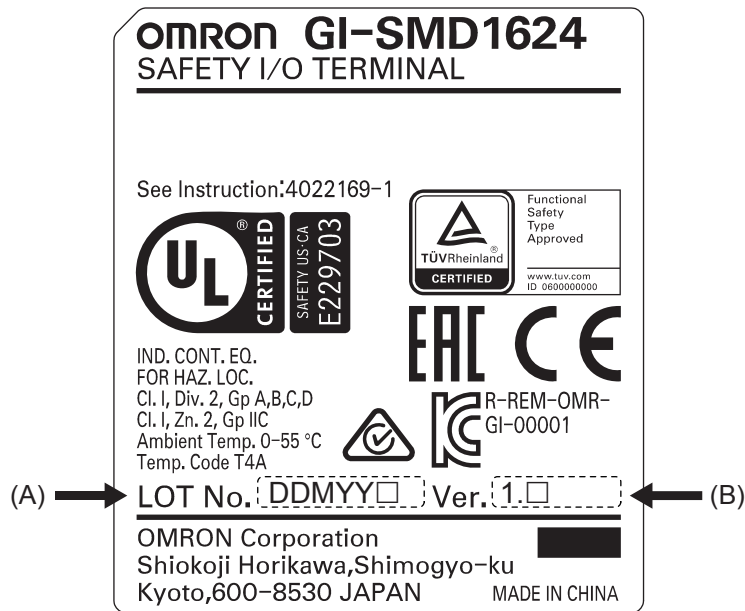 OMRON GI-SMD1624
SAFETY I/O TERMINAL
See Instruction:4022169-1
UL
®
CERTIFIED
SAFETY US·CA
E229703
TÜVRheinland
®
CERTIFIED
Functional
Safety
Type
Approved
www.tuv.com
ID 0600000000
EAC CE
IND. CONT. EQ.
FOR HAZ. LOC.
Cl. I, Div. 2, Gp A,B,C,D
Cl. I, Zn. 2, Gp IIC
Ambient Temp. 0-55 °C
Temp. Code T4A
R-REM-OMR-
GI-00001
(A) LOT No. DDMYY□ Ver. 1.□ (B)
OMRON Corporation
Shiokoji Horikawa,Shimogyo-ku
Kyoto,600-8530 JAPAN MADE IN CHINA